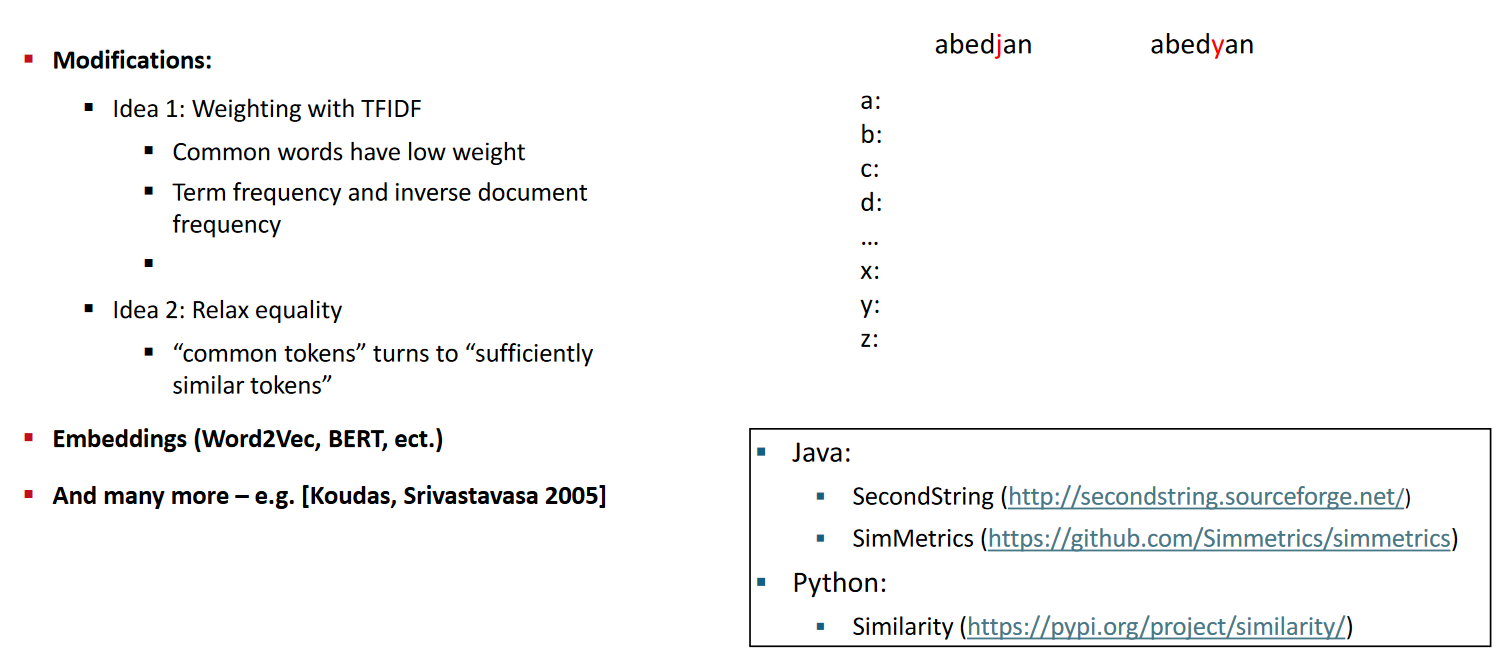 Modifications:
Idea 1: Weighting with TFIDF
Common words have low weight
Term frequency and inverse document
frequency
Idea 2: Relax equality
“common tokens” turns to “sufficiently
similar tokens”
Embeddings (Word2Vec, BERT, ect.)
And many more – e.g. [Koudas, Srivastavasa 2005]
abedjan abedyan
a:
b:
c:
d:
...
x:
y:
z:
Java:
SecondString (http://secondstring.sourceforge.net/)
SimMetrics (https://github.com/Simmetrics/simmetrics)
Python:
Similarity (https://pypi.org/project/similarity/)